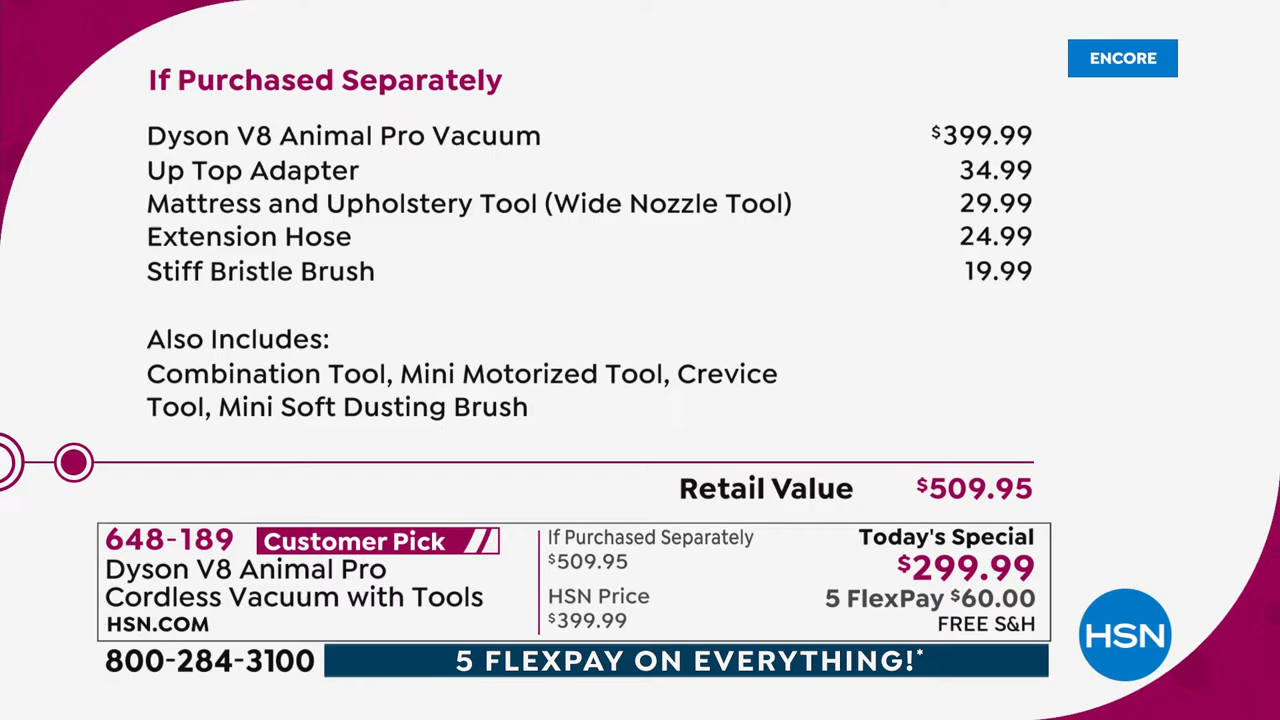 ENCORE
If Purchased Separately
Dyson V8 Animal Pro Vacuum $399.99
Up Top Adapter 34.99
Mattress and Upholstery Tool (Wide Nozzle Tool) 29.99
Extension Hose 24.99
Stiff Bristle Brush 19.99
Also Includes:
Combination Tool, Mini Motorized Tool, Crevice
Tool, Mini Soft Dusting Brush
Retail Value $509.95
648-189 Customer Pick
Dyson V8 Animal Pro
Cordless Vacuum with Tools
HSN.COM
If Purchased Separately
$509.95
HSN Price
$399.99
Today's Special
$299.99
5 FlexPay $60.00
FREE S&H
HSN
800-284-3100 5 FLEXPAY ON EVERYTHING!*